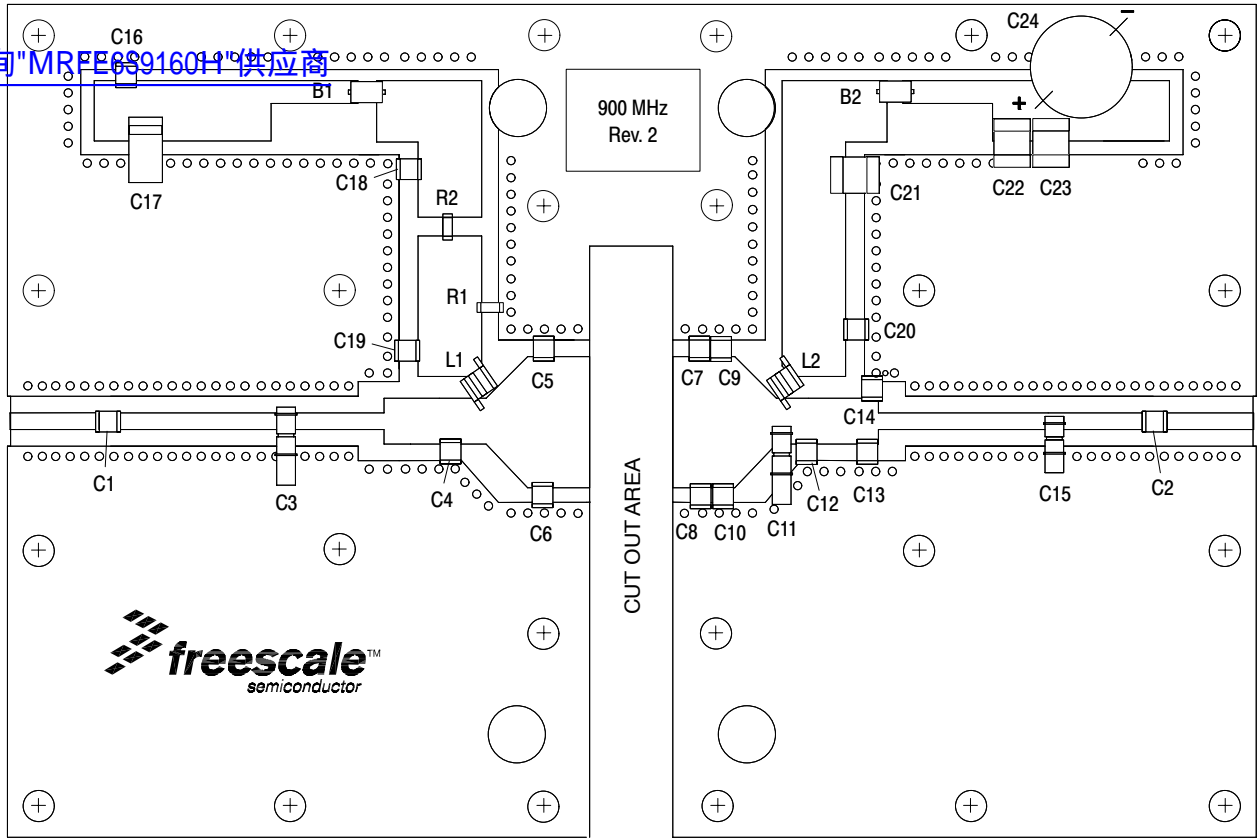 C16
C24
−
问"MRFE6S9160H"供应商
B1
B2
900 MHz
Rev. 2
+
C17
C18
R2
C21
C22
C23
R1
C19
L1
C5
C7
C9
L2
C20
C14
C1
C3
C4
C6
C8
C10
C11
C12
C13
C15
C2
CUT OUT AREA
freescale™
semiconductor